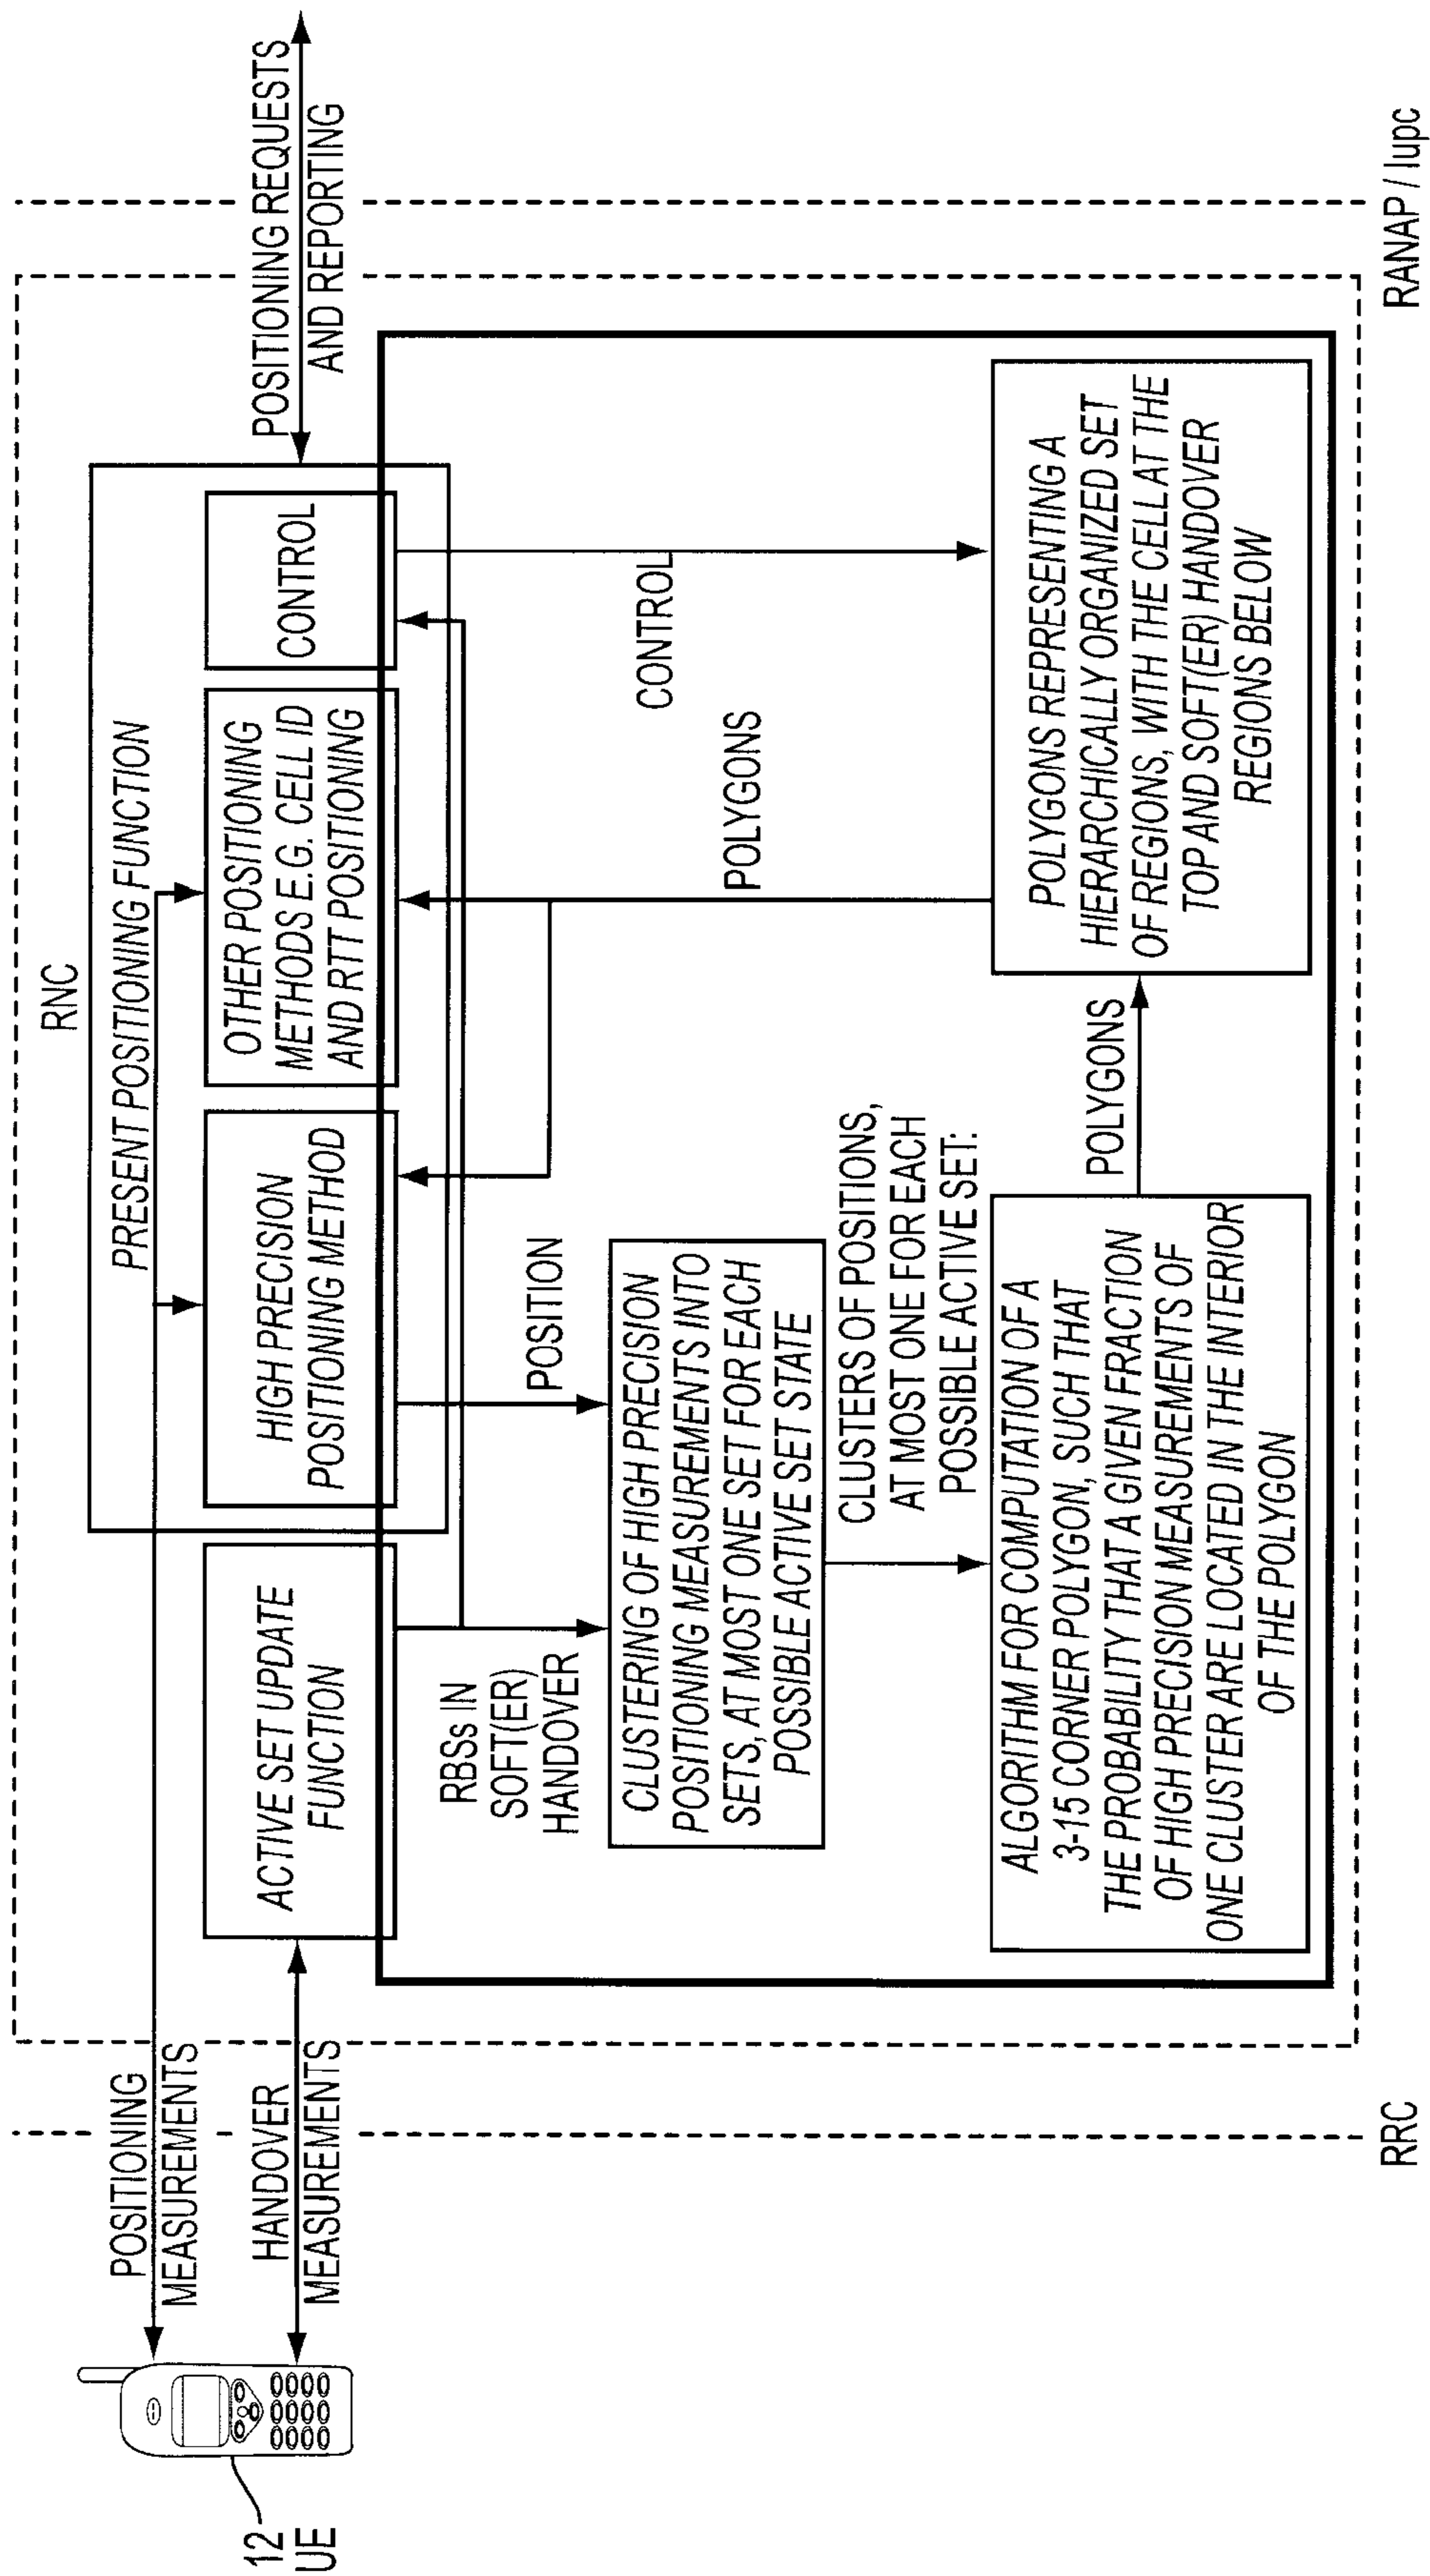 RNC
PRESENT POSITIONING FUNCTION
POSITIONING
MEASUREMENTS
HANDOVER
MEASUREMENTS
12
UE
ACTIVE SET UPDATE
FUNCTION
HIGH PRECISION
POSITIONING METHOD
OTHER POSITIONING
METHODS E.G. CELL ID
AND RTT POSITIONING
CONTROL
POSITIONING REQUESTS
AND REPORTING
RBSs IN
SOFT(ER)
HANDOVER
POSITION
CONTROL
POLYGONS
CLUSTERING OF HIGH PRECISION
POSITIONING MEASUREMENTS INTO
SETS, AT MOST ONE SET FOR EACH
POSSIBLE ACTIVE SET STATE
CLUSTERS OF POSITIONS,
AT MOST ONE FOR EACH
POSSIBLE ACTIVE SET:
ALGORITHM FOR COMPUTATION OF A
3-15 CORNER POLYGON, SUCH THAT
THE PROBABILITY THAT A GIVEN FRACTION
OF HIGH PRECISION MEASUREMENTS OF
ONE CLUSTER ARE LOCATED IN THE INTERIOR
OF THE POLYGON
POLYGONS
POLYGONS REPRESENTING A
HIERARCHICALLY ORGANIZED SET
OF REGIONS, WITH THE CELL AT THE
TOP AND SOFT(ER) HANDOVER
REGIONS BELOW
RRC
RANAP / Iupc